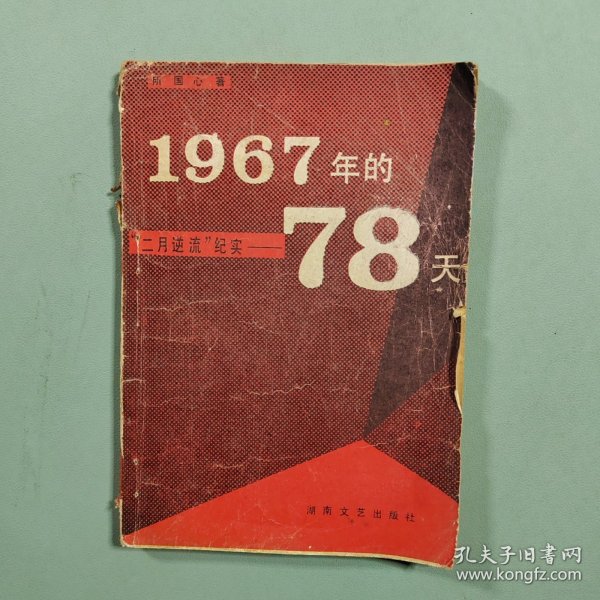 隋国心 著
1967年的
78天
"二月逆流"纪实——
湖南文艺出版社
孔夫子旧书网
www.kongfz.com